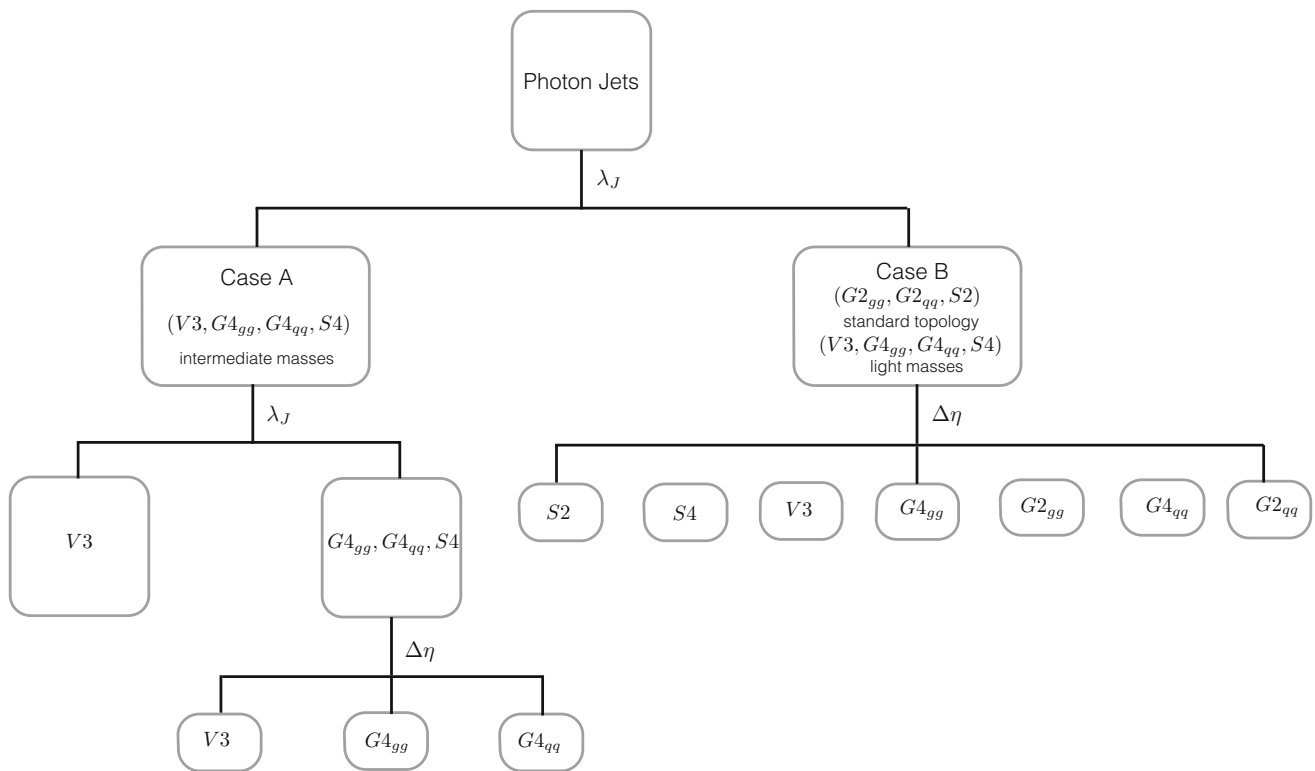 Photon Jets
λ_J
Case A
(V3, G4_gg, G4_qq, S4)
intermediate masses
Case B
(G2_gg, G2_qq, S2)
standard topology
(V3, G4_gg, G4_qq, S4)
light masses
λ_J
Δη
V3
G4_gg, G4_qq, S4
S2
S4
V3
G4_gg
G2_gg
G4_qq
G2_qq
Δη
V3
G4_gg
G4_qq